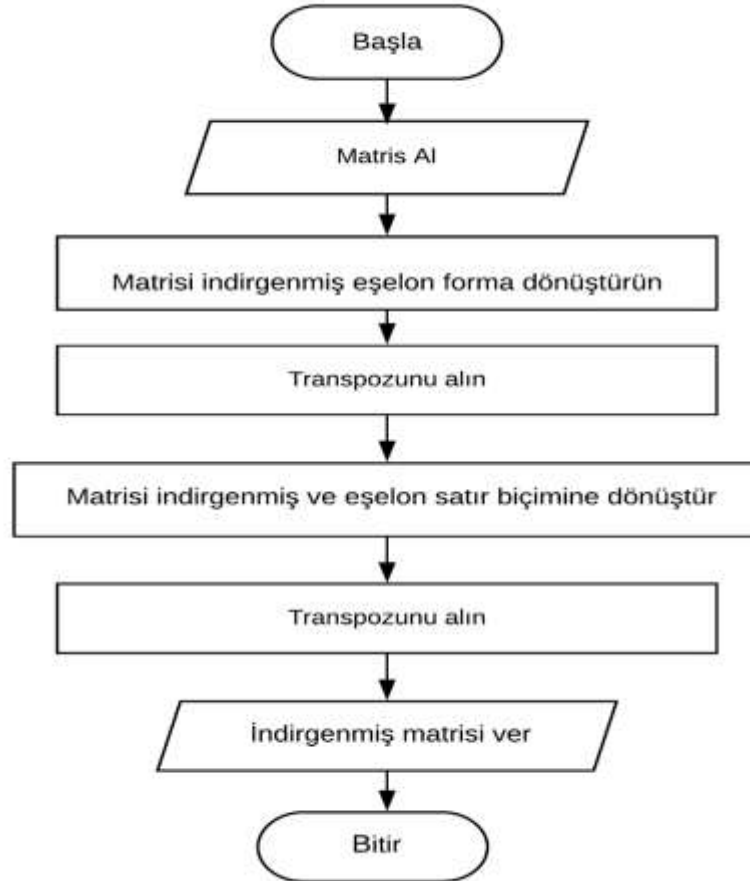 Başla
Matris Al
Matrisi indirgenmiş eşelon forma dönüştürün
Transpozunu alın
Matrisi indirgenmiş ve eşelon satır biçimine dönüştür
Transpozunu alın
İndirgenmiş matrisi ver
Bitir